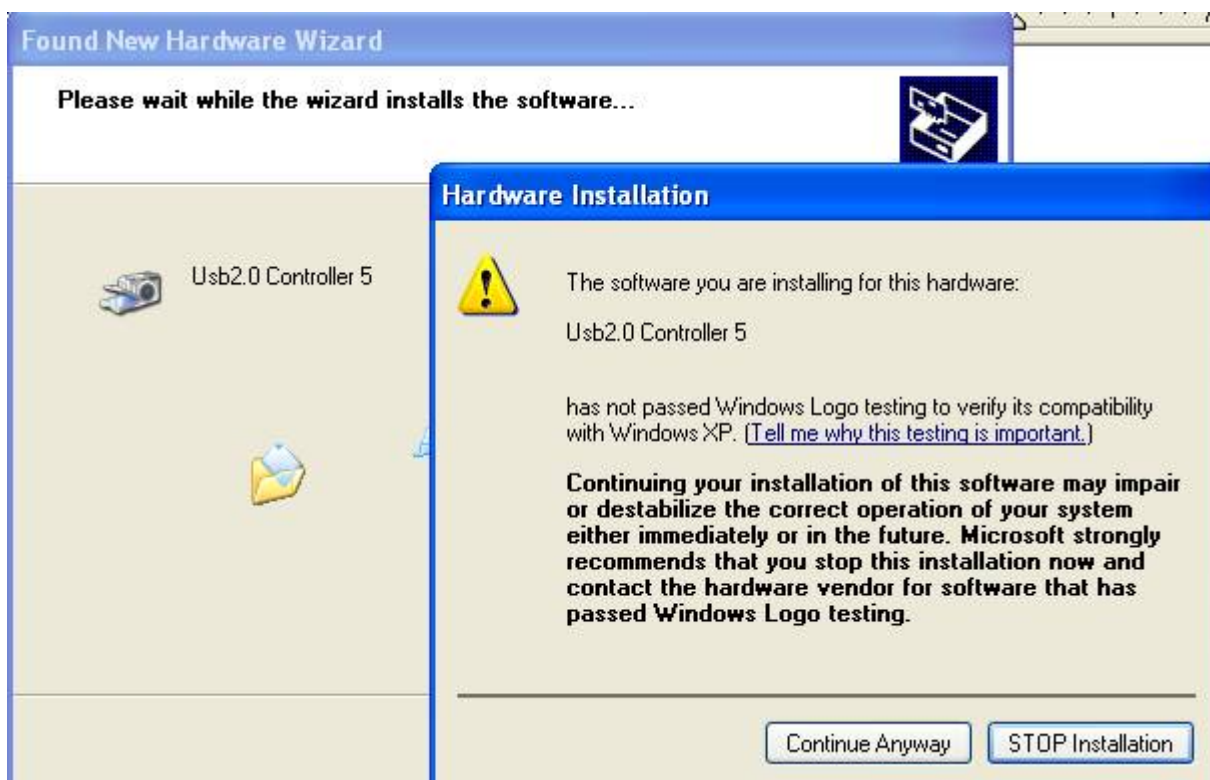 Found New Hardware Wizard
Please wait while the wizard installs the software...
Usb2.0 Controller 5
Hardware Installation
The software you are installing for this hardware:
Usb2.0 Controller 5
has not passed Windows Logo testing to verify its compatibility
with Windows XP. (Tell me why this testing is important.)
Continuing your installation of this software may impair
or destabilize the correct operation of your system
either immediately or in the future. Microsoft strongly
recommends that you stop this installation now and
contact the hardware vendor for software that has
passed Windows Logo testing.
Continue Anyway
STOP Installation